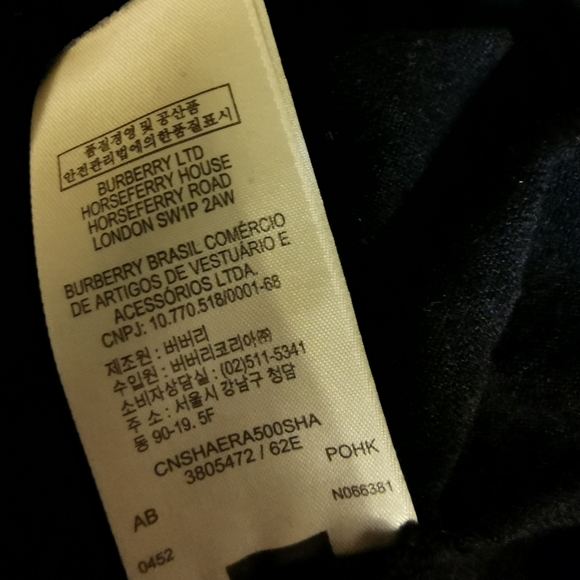 품질경영 및 공산품
안전관리법에의한품질표시
BURBERRY LTD
HORSEFERRY HOUSE
HORSEFERRY ROAD
LONDON SW1P 2AW
BURBERRY BRASIL COMÉRCIO
DE ARTIGOS DE VESTUÁRIO E
ACESSÓRIOS LTDA.
CNPJ: 10.770.518/0001-68
제조원 : 버버리
수입원 : 버버리코리아㈜
소비자상담실 : (02)511-5341
주 소 : 서울시 강남구 청담
동 90-19. 5F
CNSHAERA500SHA
3805472 / 62E
POHK
N066381
AB
0452